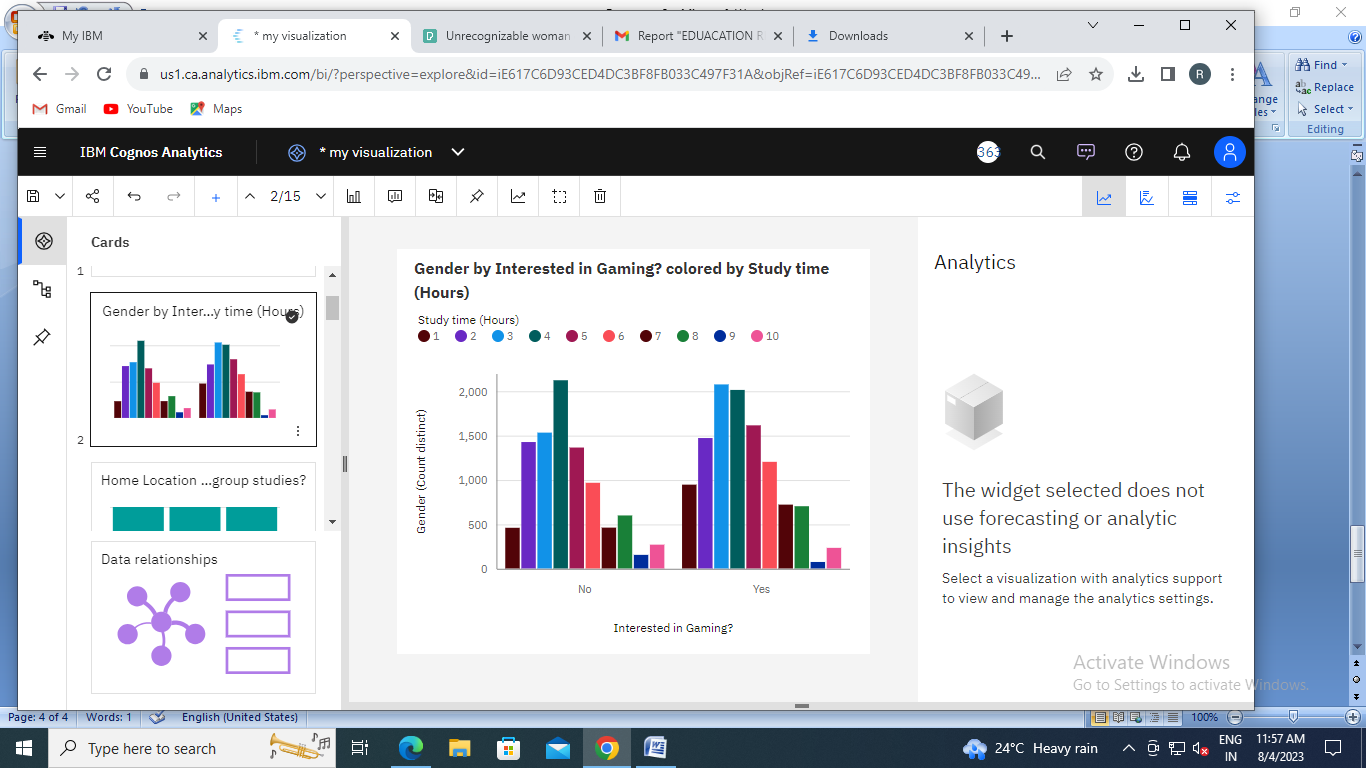 My IBM
* my visualization
Unrecognizable woman
Report "EDUACATION R
Downloads
us1.ca.analytics.ibm.com/bi/?perspective=explore&id=iE617C6D93CED4DC3BF8FB033C497F31A&objRef=iE617C6D93CED4DC3BF8FB033C49...
R
Gmail
YouTube
Maps
Find
Replace
Select
Editing
IBM Cognos Analytics
* my visualization
363
2/15
Cards
1
Gender by Inter...y time (Hours)
2
Home Location ...group studies?
Data relationships
Gender by Interested in Gaming? colored by Study time
(Hours)
Study time (Hours)
1 2 3 4 5 6 7 8 9 10
Gender (Count distinct)
2,000
1,500
1,000
500
0
No Yes
Interested in Gaming?
Analytics
The widget selected does not
use forecasting or analytic
insights
Select a visualization with analytics support
to view and manage the analytics settings.
Activate Windows
Go to Settings to activate Windows.
Page: 4 of 4 Words: 1 English (United States) 100%
Type here to search
24°C Heavy rain
ENG
IN
11:57 AM
8/4/2023